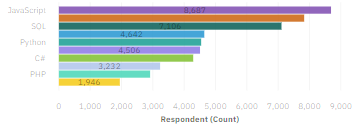 JavaScript 8,687
SQL 7,106
4,642
Python
4,506
C#
3,232
PHP
1,946
0 1,000 2,000 3,000 4,000 5,000 6,000 7,000 8,000 9,000
Respondent (Count)